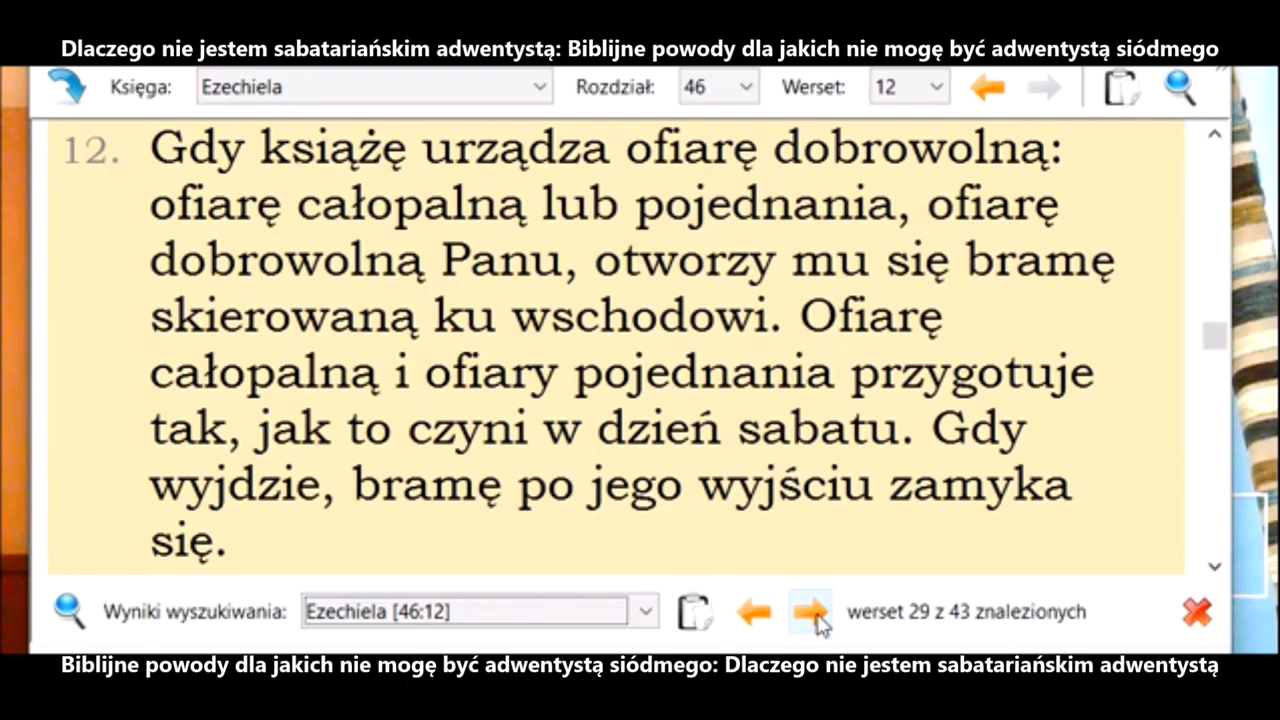 Dlaczego nie jestem sabatariańskim adwentystą: Biblijne powody dla jakich nie mogę być adwentystą siódmego
Księga: Ezechiela Rozdział: 46 Werset: 12
12. Gdy książę urządza ofiarę dobrowolną:
ofiarę całopalną lub pojednania, ofiarę
dobrowolną Panu, otworzy mu się bramę
skierowaną ku wschodowi. Ofiarę
całopalną i ofiary pojednania przygotuje
tak, jak to czyni w dzień sabatu. Gdy
wyjdzie, bramę po jego wyjściu zamyka
się.
Wyniki wyszukiwania: Ezechiela [46:12] werset 29 z 43 znalezionych
Biblijne powody dla jakich nie mogę być adwentystą siódmego: Dlaczego nie jestem sabatariańskim adwentystą